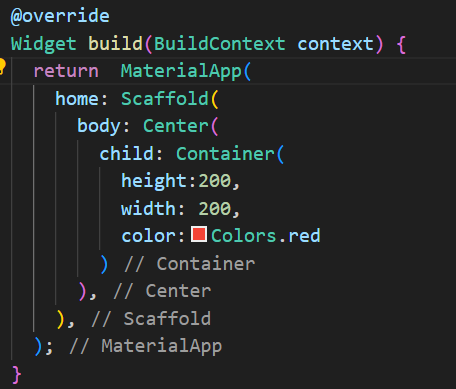 @override
Widget build(BuildContext context) {
  return  MaterialApp(
    home: Scaffold(
      body: Center(
        child: Container(
          height:200,
          width: 200,
          color: Colors.red
        ) // Container
      ), // Center
    ), // Scaffold
  ); // MaterialApp
}